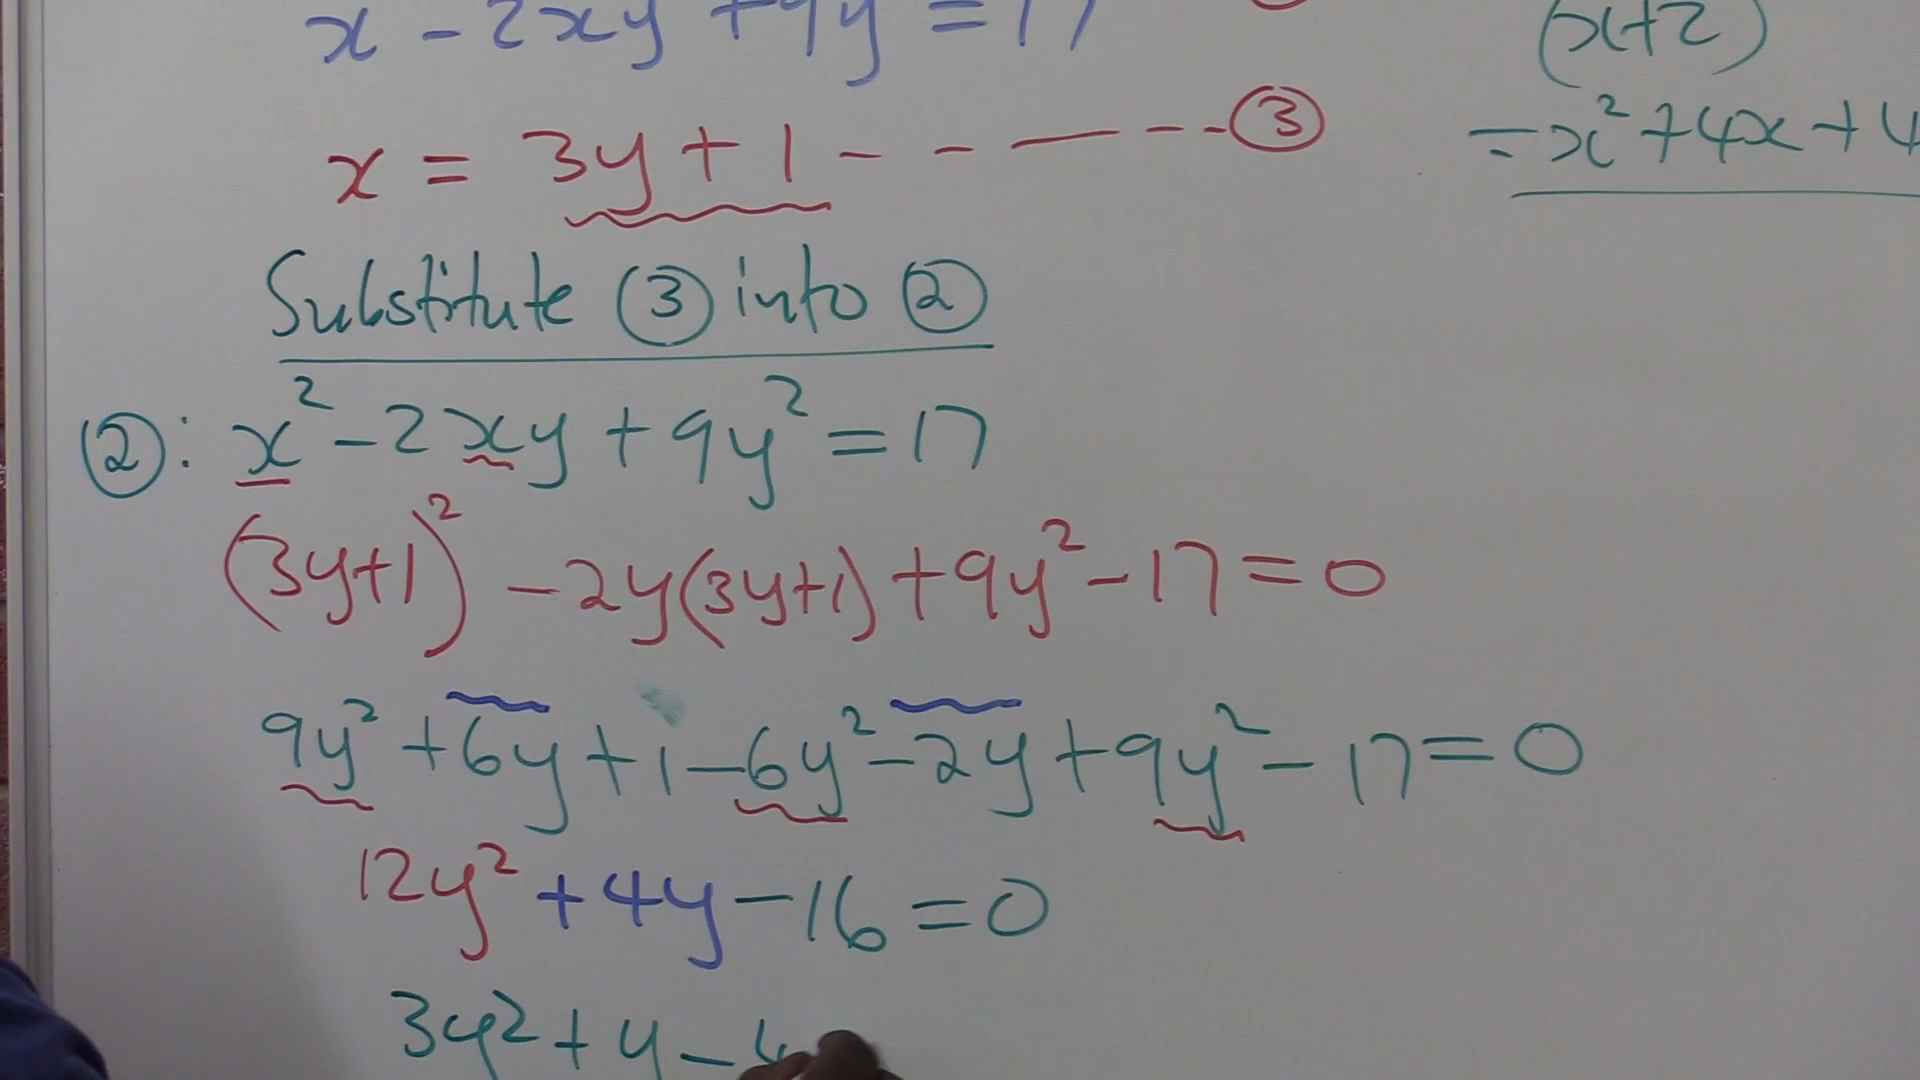 x - 2xy + 9y = 17
x = 3y + 1 - - — - - ③
(x+2)
= x² + 4x + 4
Substitute ③ into ②
②: x² - 2xy + 9y² = 17
(3y+1)² - 2y(3y+1) + 9y² - 17 = 0
9y² + 6y + 1 - 6y² - 2y + 9y² - 17 = 0
12y² + 4y - 16 = 0
3y² + y - 4